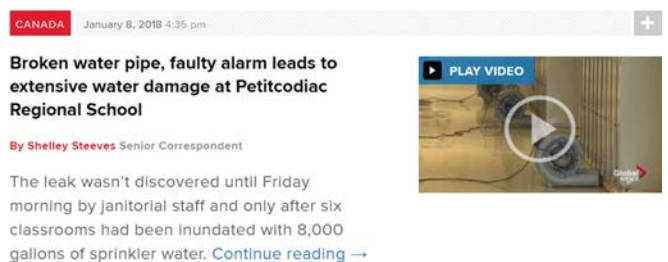 CANADA January 8, 2018 4:35 pm
Broken water pipe, faulty alarm leads to
extensive water damage at Petitcodiac
Regional School
By Shelley Steeves Senior Correspondent
The leak wasn't discovered until Friday
morning by janitorial staff and only after six
classrooms had been inundated with 8,000
gallons of sprinkler water. Continue reading →
PLAY VIDEO
Global
NEWS